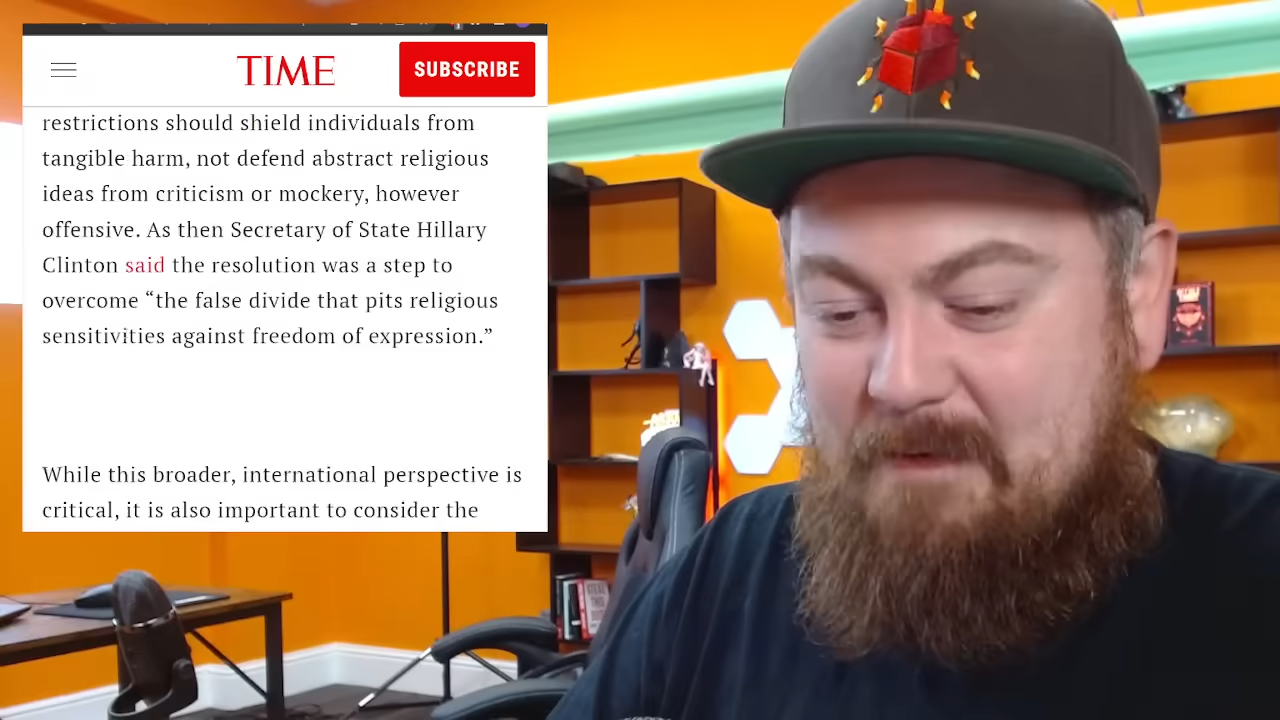 TIME
SUBSCRIBE
restrictions should shield individuals from
tangible harm, not defend abstract religious
ideas from criticism or mockery, however
offensive. As then Secretary of State Hillary
Clinton said the resolution was a step to
overcome “the false divide that pits religious
sensitivities against freedom of expression.”
While this broader, international perspective is
critical, it is also important to consider the